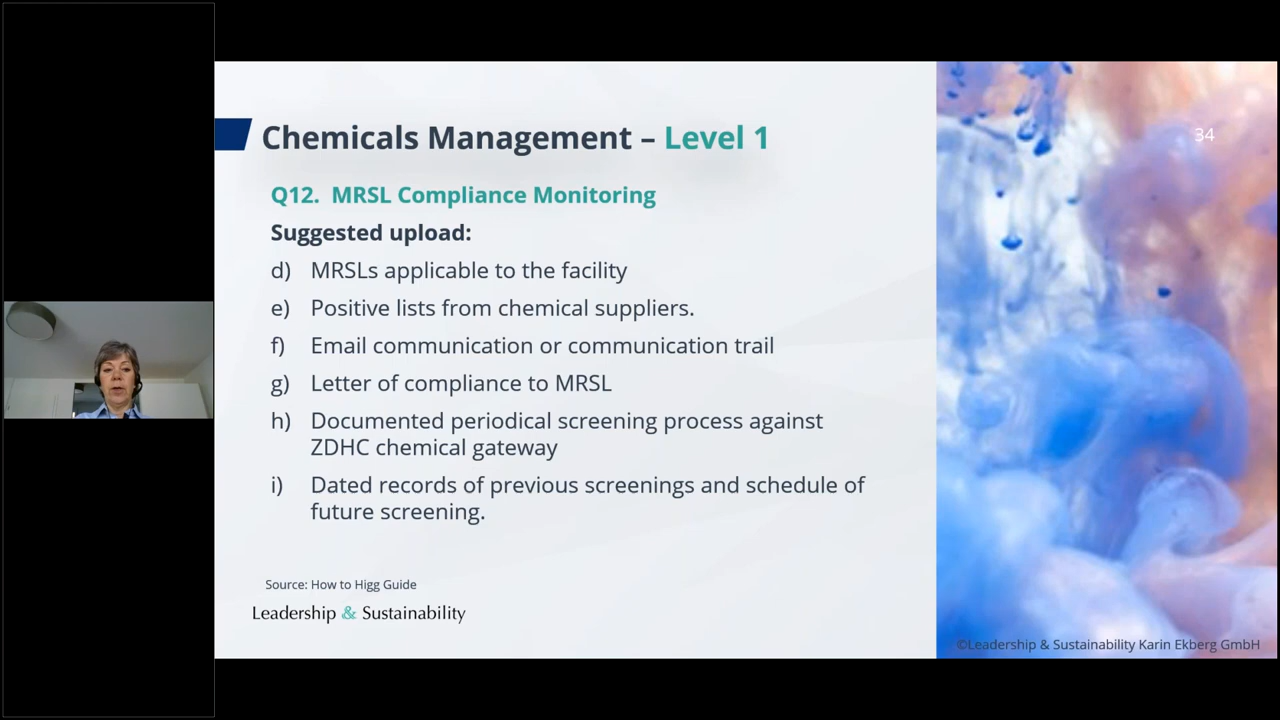 34
Chemicals Management – Level 1
Q12. MRSL Compliance Monitoring
Suggested upload:
d) MRSLs applicable to the facility
e) Positive lists from chemical suppliers.
f) Email communication or communication trail
g) Letter of compliance to MRSL
h) Documented periodical screening process against
ZDHC chemical gateway
i) Dated records of previous screenings and schedule of
future screening.
Source: How to Higg Guide
Leadership & Sustainability
©Leadership & Sustainability Karin Ekberg GmbH